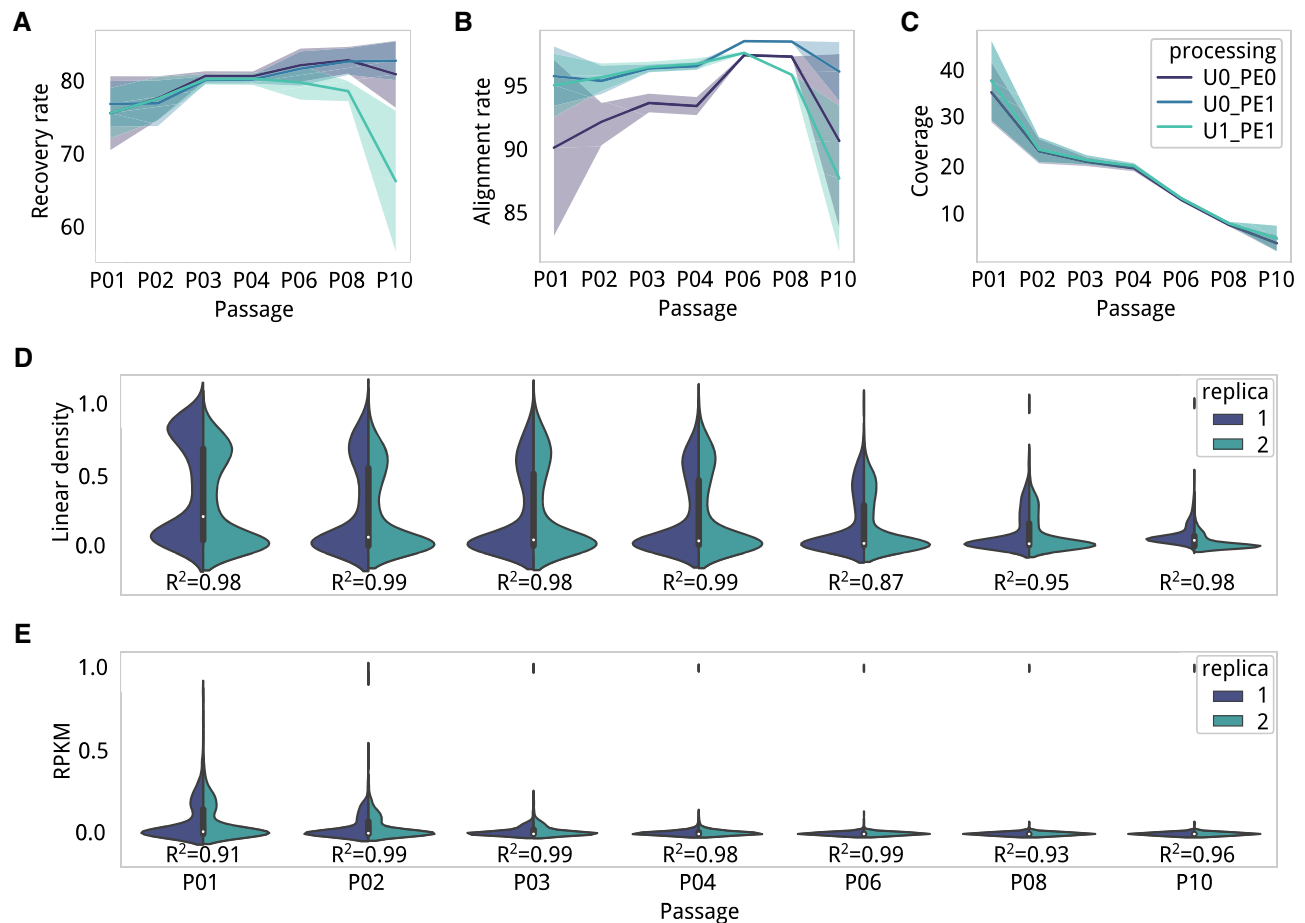 A
Recovery rate
80
70
60
P01 P02 P03 P04 P06 P08 P10
Passage
B
Alignment rate
95
90
85
P01 P02 P03 P04 P06 P08 P10
Passage
C
Coverage
40
30
20
10
processing
U0_PE0
U0_PE1
U1_PE1
P01 P02 P03 P04 P06 P08 P10
Passage
D
Linear density
1.0
0.5
0.0
replica
1
2
R²=0.98 R²=0.99 R²=0.98 R²=0.99 R²=0.87 R²=0.95 R²=0.98
E
RPKM
1.0
0.5
0.0
replica
1
2
R²=0.91 R²=0.99 R²=0.99 R²=0.98 R²=0.99 R²=0.93 R²=0.96
P01 P02 P03 P04 P06 P08 P10
Passage